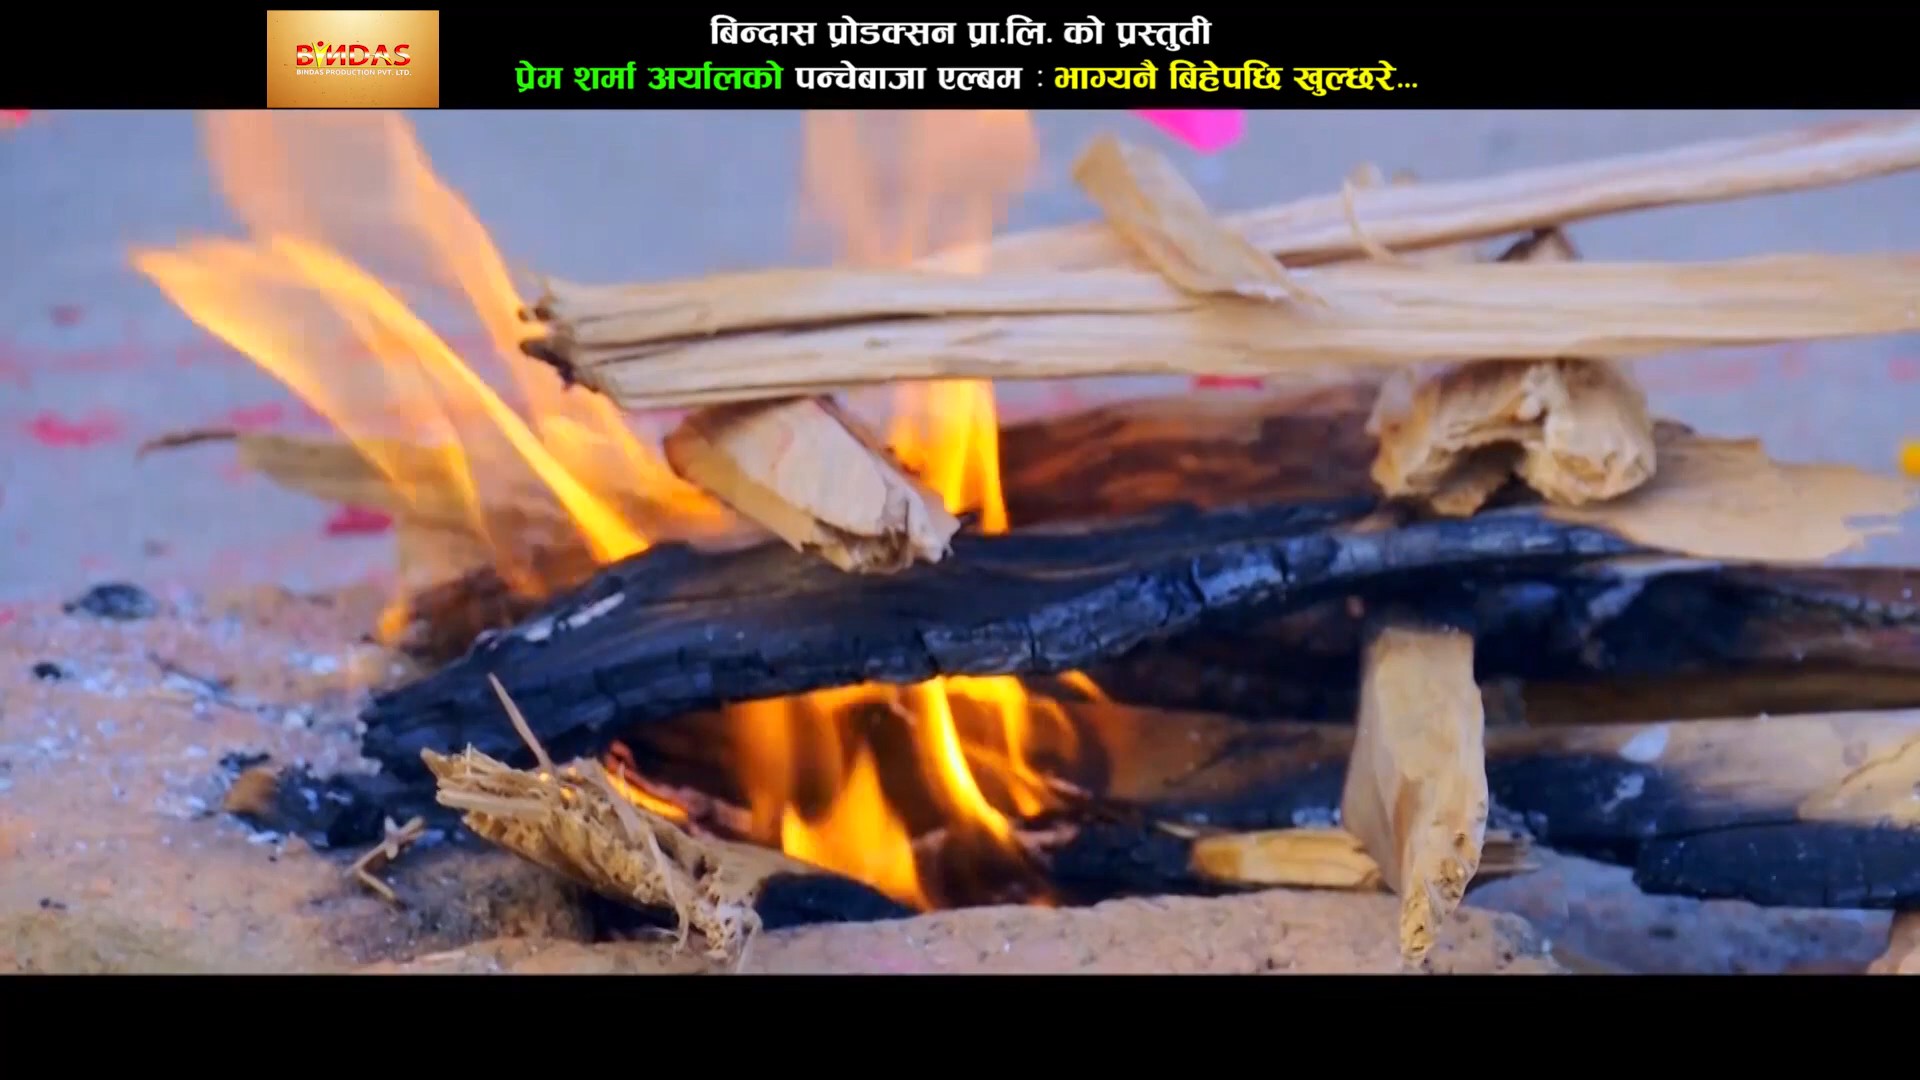 BINDAS
BINDAS PRODUCTION PVT. LTD.
बिन्दास प्रोडक्सन प्रा.लि. को प्रस्तुती
प्रेम शर्मा अर्यालको पन्चेबाजा एल्बम : भाग्यनै बिहेपछि खुल्छरे...